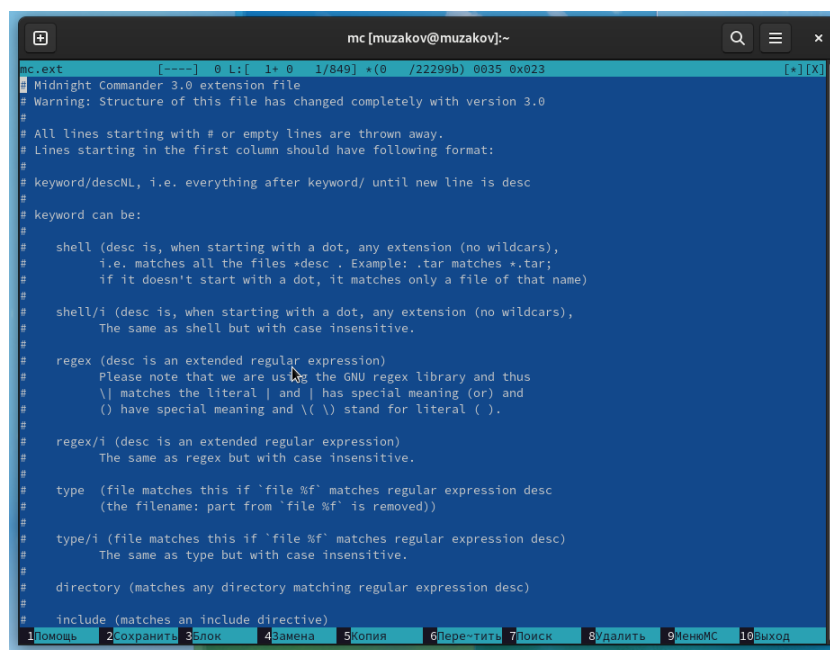 mc [muzakov@muzakov]:~
mc.ext [----] 0 L:[ 1+ 0 1/849] *(0 /22299b) 0035 0x023 [*][X]
# Midnight Commander 3.0 extension file
# Warning: Structure of this file has changed completely with version 3.0
#
# All lines starting with # or empty lines are thrown away.
# Lines starting in the first column should have following format:
#
# keyword/descNL, i.e. everything after keyword/ until new line is desc
#
# keyword can be:
#
# shell (desc is, when starting with a dot, any extension (no wildcars),
# i.e. matches all the files *desc . Example: .tar matches *.tar;
# if it doesn't start with a dot, it matches only a file of that name)
#
# shell/i (desc is, when starting with a dot, any extension (no wildcars),
# The same as shell but with case insensitive.
#
# regex (desc is an extended regular expression)
# Please note that we are using the GNU regex library and thus
# \| matches the literal | and | has special meaning (or) and
# () have special meaning and \( \) stand for literal ( ).
#
# regex/i (desc is an extended regular expression)
# The same as regex but with case insensitive.
#
# type (file matches this if `file %f` matches regular expression desc
# (the filename: part from `file %f` is removed))
#
# type/i (file matches this if `file %f` matches regular expression desc)
# The same as type but with case insensitive.
#
# directory (matches any directory matching regular expression desc)
#
# include (matches an include directive)
1Помощь 2Сохранить 3Блок 4Замена 5Копия 6Пере~тить 7Поиск 8Удалить 9МенюMC 10Выход